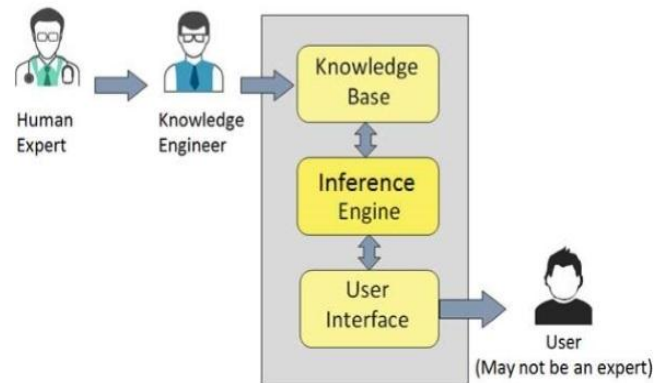 Human
Expert
Knowledge
Engineer
Knowledge
Base
Inference
Engine
User
Interface
User
(May not be an expert)